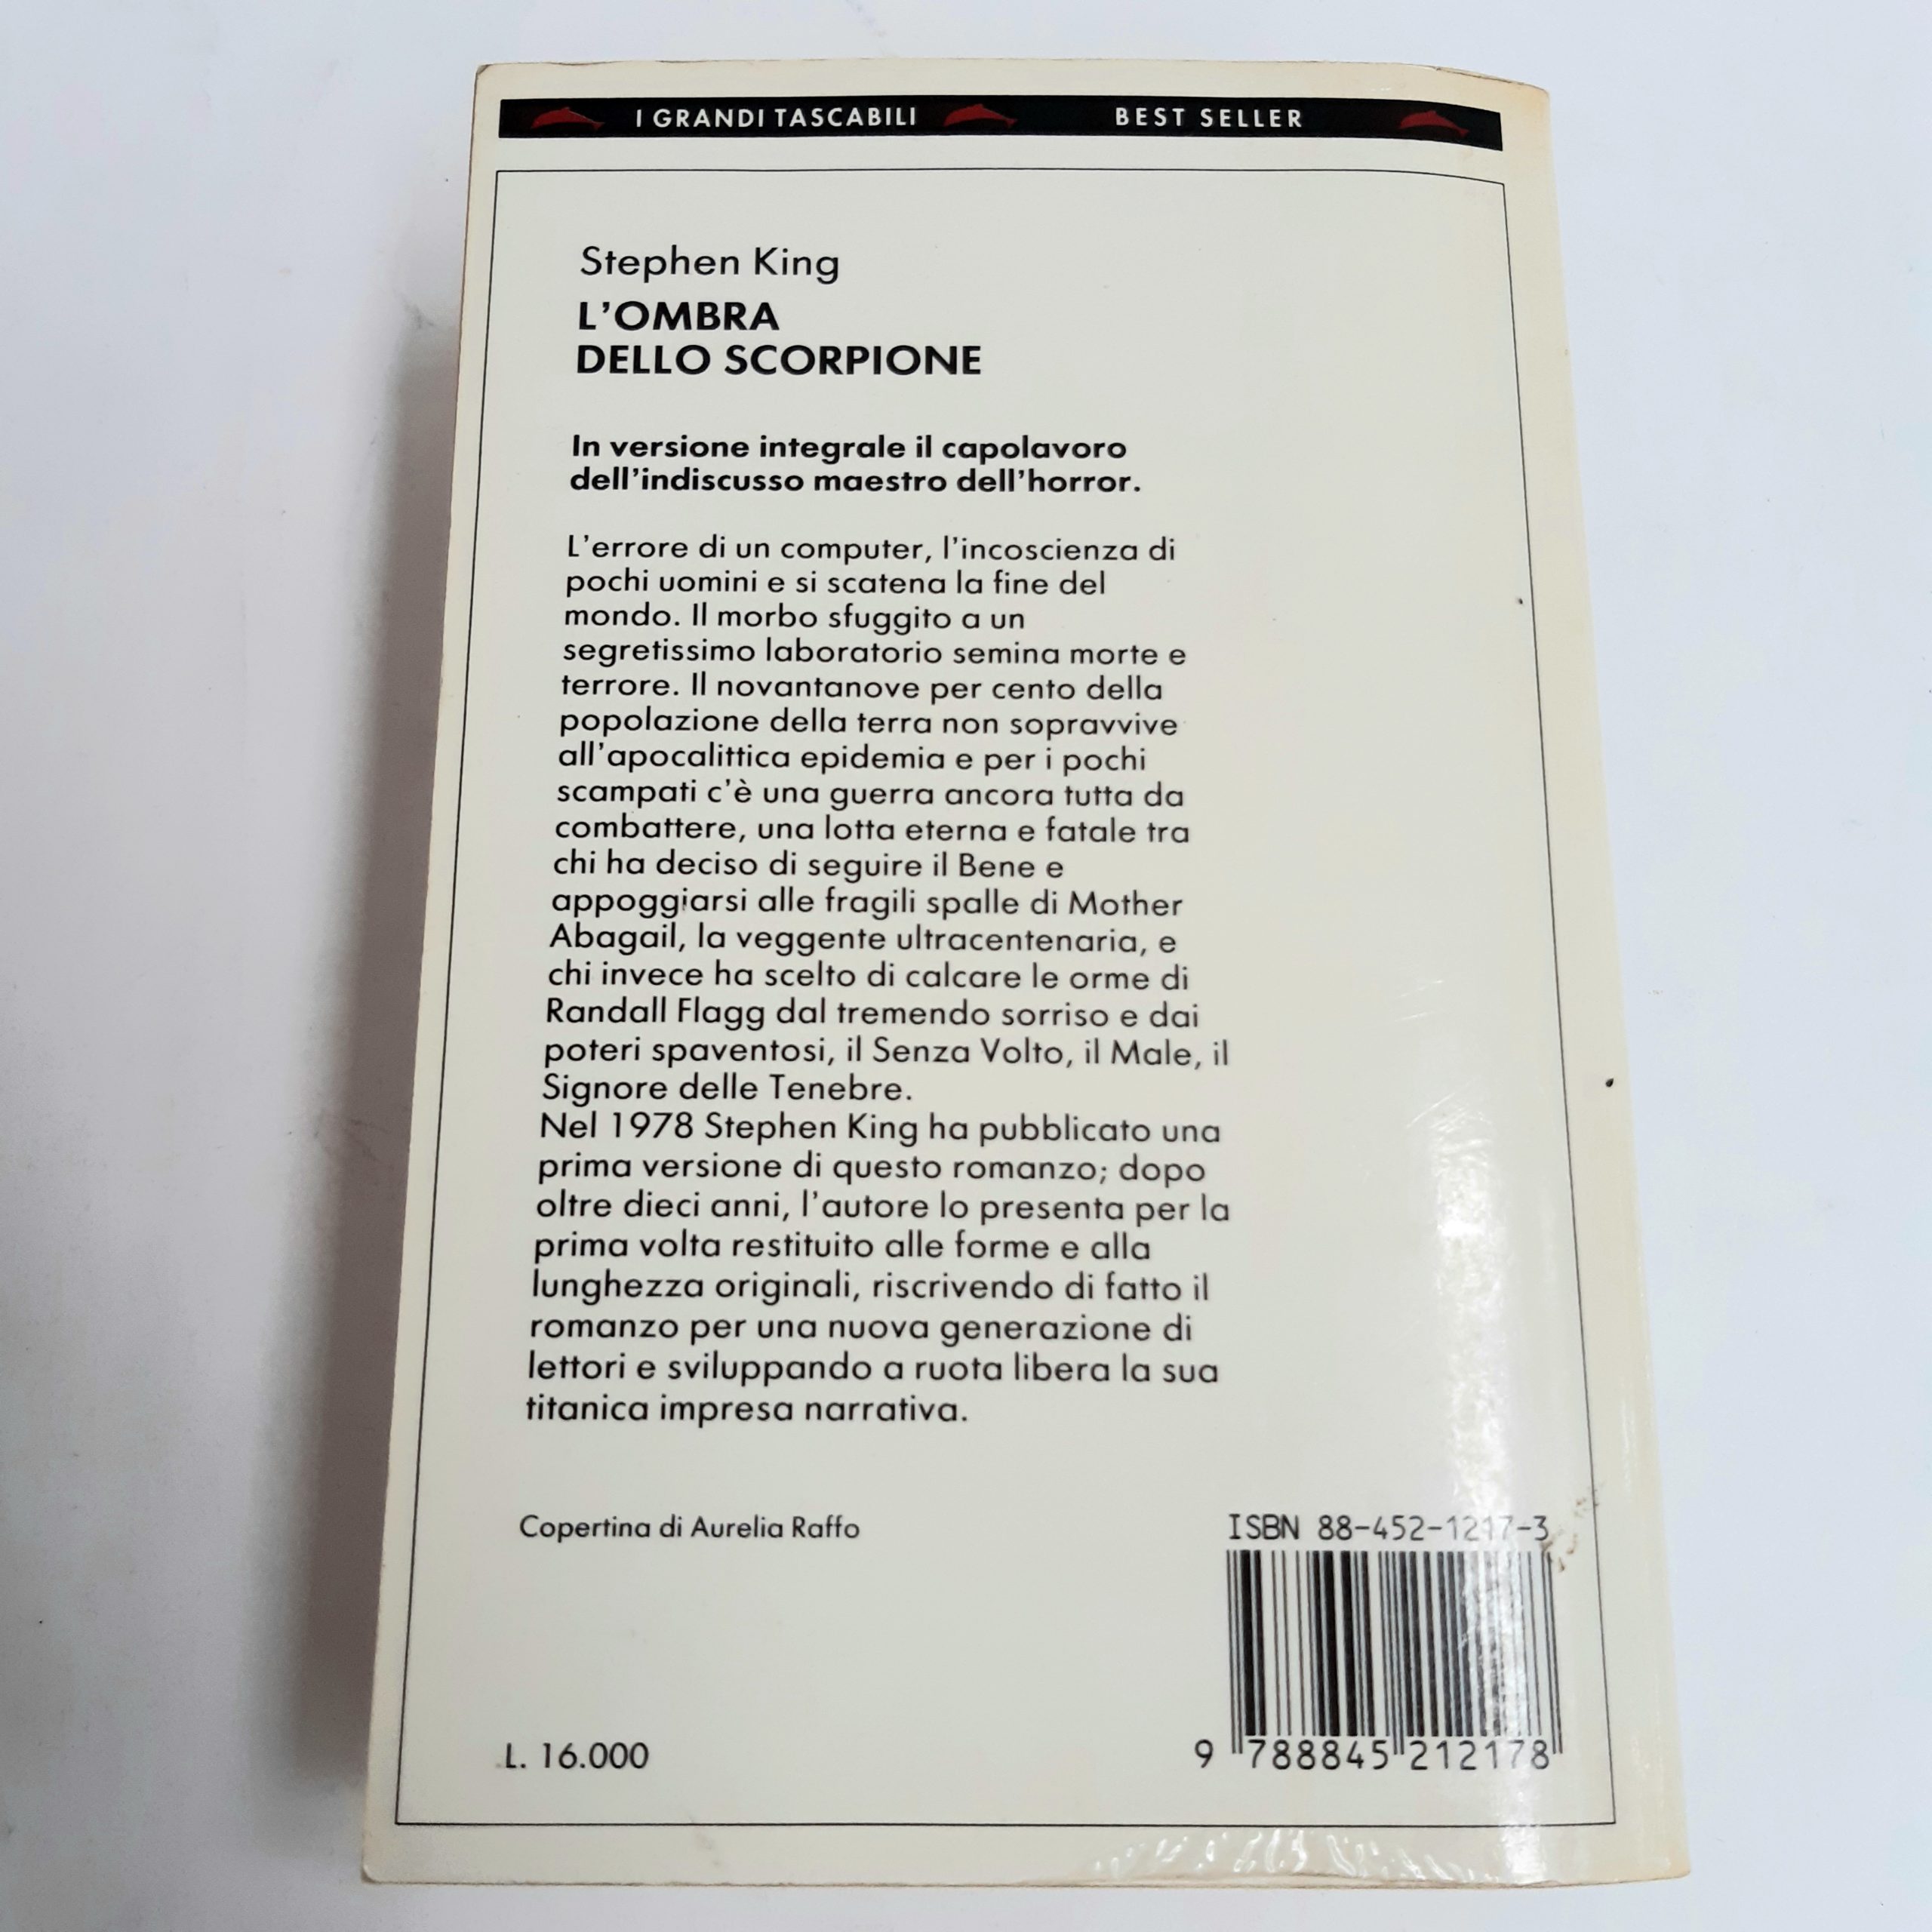 I GRANDI TASCABILI BEST SELLER
Stephen King
L'OMBRA
DELLO SCORPIONE
In versione integrale il capolavoro
dell'indiscusso maestro dell'horror.
L'errore di un computer, l'incoscienza di
pochi uomini e si scatena la fine del
mondo. Il morbo sfuggito a un
segretissimo laboratorio semina morte e
terrore. Il novantanove per cento della
popolazione della terra non sopravvive
all'apocalittica epidemia e per i pochi
scampati c'è una guerra ancora tutta da
combattere, una lotta eterna e fatale tra
chi ha deciso di seguire il Bene e
appoggiarsi alle fragili spalle di Mother
Abagail, la veggente ultracentenaria, e
chi invece ha scelto di calcare le orme di
Randall Flagg dal tremendo sorriso e dai
poteri spaventosi, il Senza Volto, il Male, il
Signore delle Tenebre.
Nel 1978 Stephen King ha pubblicato una
prima versione di questo romanzo; dopo
oltre dieci anni, l'autore lo presenta per la
prima volta restituito alle forme e alla
lunghezza originali, riscrivendo di fatto il
romanzo per una nuova generazione di
lettori e sviluppando a ruota libera la sua
titanica impresa narrativa.
Copertina di Aurelia Raffo
ISBN 88-452-1217-3
L. 16.000
9 788845 212178